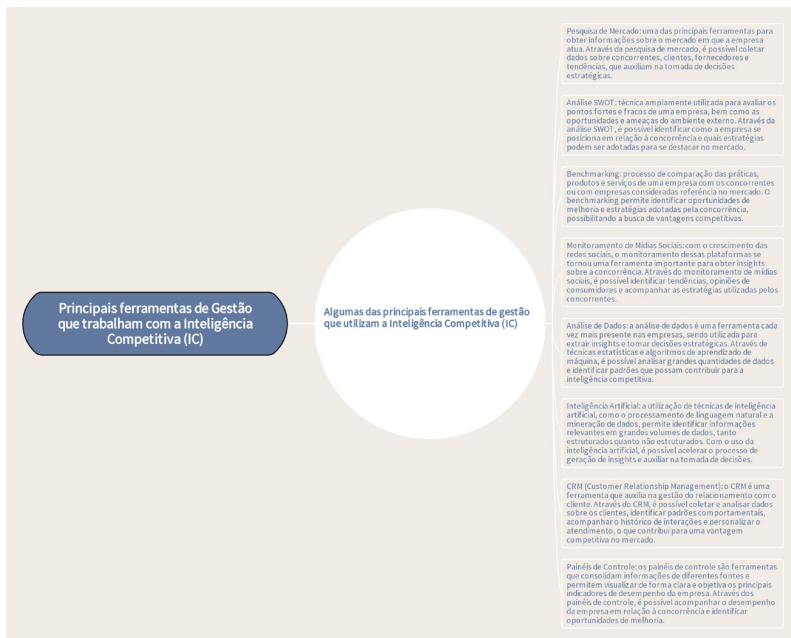 Principais ferramentas de Gestão
que trabalham com a Inteligência
Competitiva (IC)
Algumas das principais ferramentas de gestão
que utilizam a Inteligência Competitiva (IC)
Pesquisa de Mercado: uma das principais ferramentas para
obter informações sobre o mercado em que a empresa
atua. Através da pesquisa de mercado, é possível coletar
dados sobre concorrentes, clientes, fornecedores e
tendências, que auxiliam na tomada de decisões
estratégicas.
Análise SWOT: técnica amplamente utilizada para avaliar os
pontos fortes e fracos de uma empresa, bem como as
oportunidades e ameaças do ambiente externo. Através da
análise SWOT, é possível identificar como a empresa se
posiciona em relação à concorrência e quais estratégias
podem ser adotadas para se destacar no mercado.
Benchmarking: processo de comparação das práticas,
produtos e serviços de uma empresa com os concorrentes
ou com empresas consideradas referência no mercado. O
benchmarking permite identificar oportunidades de
melhoria e estratégias adotadas pela concorrência,
possibilitando a busca de vantagens competitivas.
Monitoramento de Mídias Sociais: com o crescimento das
redes sociais, o monitoramento dessas plataformas se
tornou uma ferramenta importante para obter insights
sobre a concorrência. Através do monitoramento de mídias
sociais, é possível identificar tendências, opiniões de
consumidores e acompanhar as estratégias utilizadas pelos
concorrentes.
Análise de Dados: a análise de dados é uma ferramenta cada
vez mais presente nas empresas, sendo utilizada para
extrair insights e tomar decisões estratégicas. Através de
técnicas estatísticas e algoritmos de aprendizado de
máquina, é possível analisar grandes quantidades de dados
e identificar padrões que possam contribuir para a
inteligência competitiva.
Inteligência Artificial: a utilização de técnicas de inteligência
artificial, como o processamento de linguagem natural e a
mineração de dados, permite identificar informações
relevantes em grandes volumes de dados, tanto
estruturados quanto não estruturados. Com o uso da
inteligência artificial, é possível acelerar o processo de
geração de insights e auxiliar na tomada de decisões.
CRM (Customer Relationship Management): o CRM é uma
ferramenta que auxilia na gestão do relacionamento com o
cliente. Através do CRM, é possível coletar e analisar dados
sobre os clientes, identificar padrões comportamentais,
acompanhar o histórico de interações e personalizar o
atendimento, o que contribui para uma vantagem
competitiva no mercado.
Painéis de Controle: os painéis de controle são ferramentas
que consolidam informações de diferentes fontes e
permitem visualizar de forma clara e objetiva os principais
indicadores de desempenho da empresa. Através dos
painéis de controle, é possível acompanhar o desempenho
da empresa em relação à concorrência e identificar
oportunidades de melhoria.